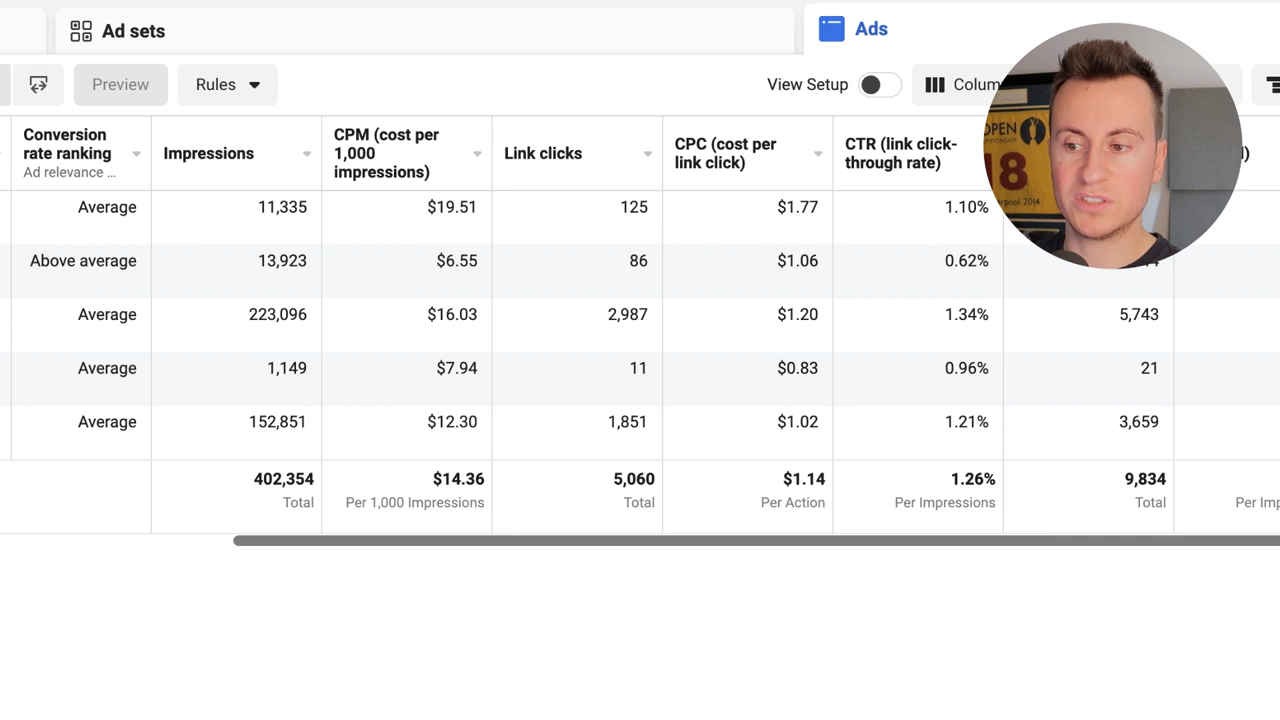 Ad sets
Ads
Preview
Rules
View Setup
Colum
Conversion rate ranking
Ad relevance ...
Impressions
CPM (cost per 1,000 impressions)
Link clicks
CPC (cost per link click)
CTR (link click-through rate)
OPEN
18
erpool 2014
Average 11,335 $19.51 125 $1.77 1.10%
Above average 13,923 $6.55 86 $1.06 0.62%
Average 223,096 $16.03 2,987 $1.20 1.34% 5,743
Average 1,149 $7.94 11 $0.83 0.96% 21
Average 152,851 $12.30 1,851 $1.02 1.21% 3,659
402,354 $14.36 5,060 $1.14 1.26% 9,834
Total Per 1,000 Impressions Total Per Action Per Impressions Total Per Imp